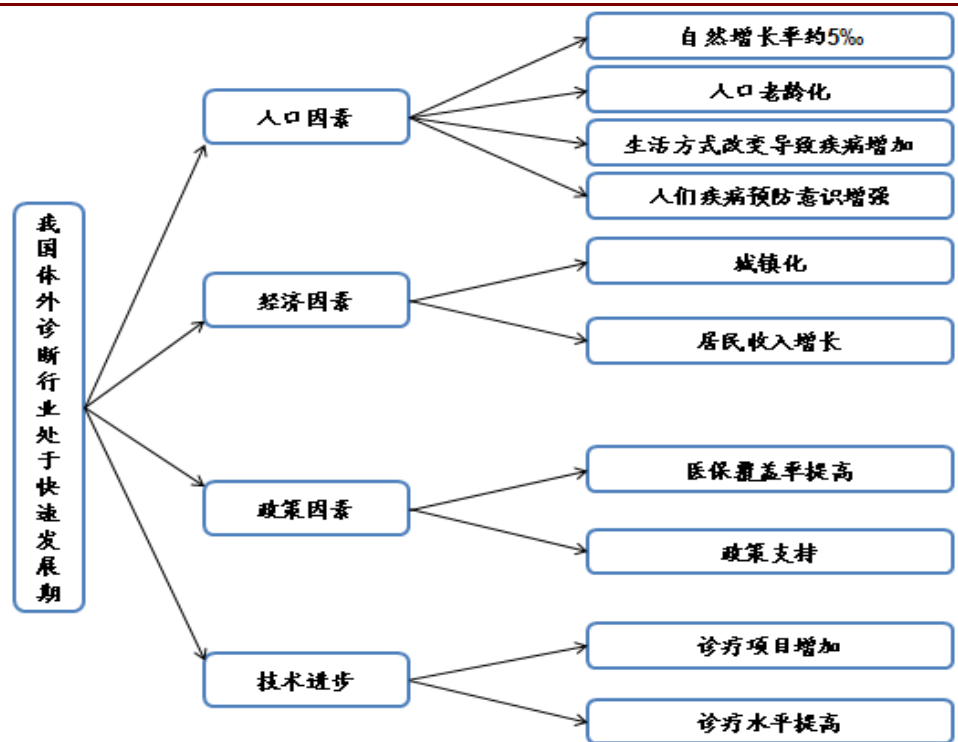 我国体外诊断行业处于快速发展期
人口因素
自然增长率约5‰
人口老龄化
生活方式改变导致疾病增加
人们疾病预防意识增强
经济因素
城镇化
居民收入增长
政策因素
医保覆盖率提高
政策支持
技术进步
诊疗项目增加
诊疗水平提高